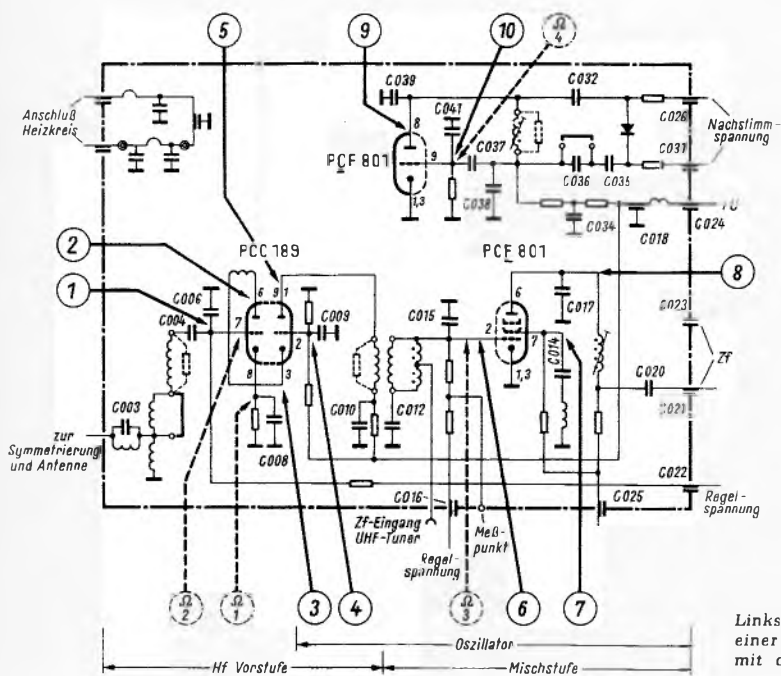 5
9
10
Ω
4
C039
C032
C026
Anschluß
Heizkreis
8
C041
Nachstimm-
spannung
PCF 801
9
C037
C031
C036
C035
1,3
C038
C034
C018
C024
2
PCC 189
PCF 801
8
1
C006
6
9
1
6
C017
C023
C004
7
C009
C015
2
C014
2
7
Zf
8
3
1,3
C020
C003
C010
C012
C021
zur
Symmetrierung
und Antenne
C008
C022
C016
C025
Regel-
spannung
Zf-Eingang
UHF-Tuner
Meß-
punkt
Regel-
spannung
Ω
2
Ω
1
3
4
Ω
3
6
7
Links
einer
mit d
Oszillator
Hf Vorstufe
Mischstufe